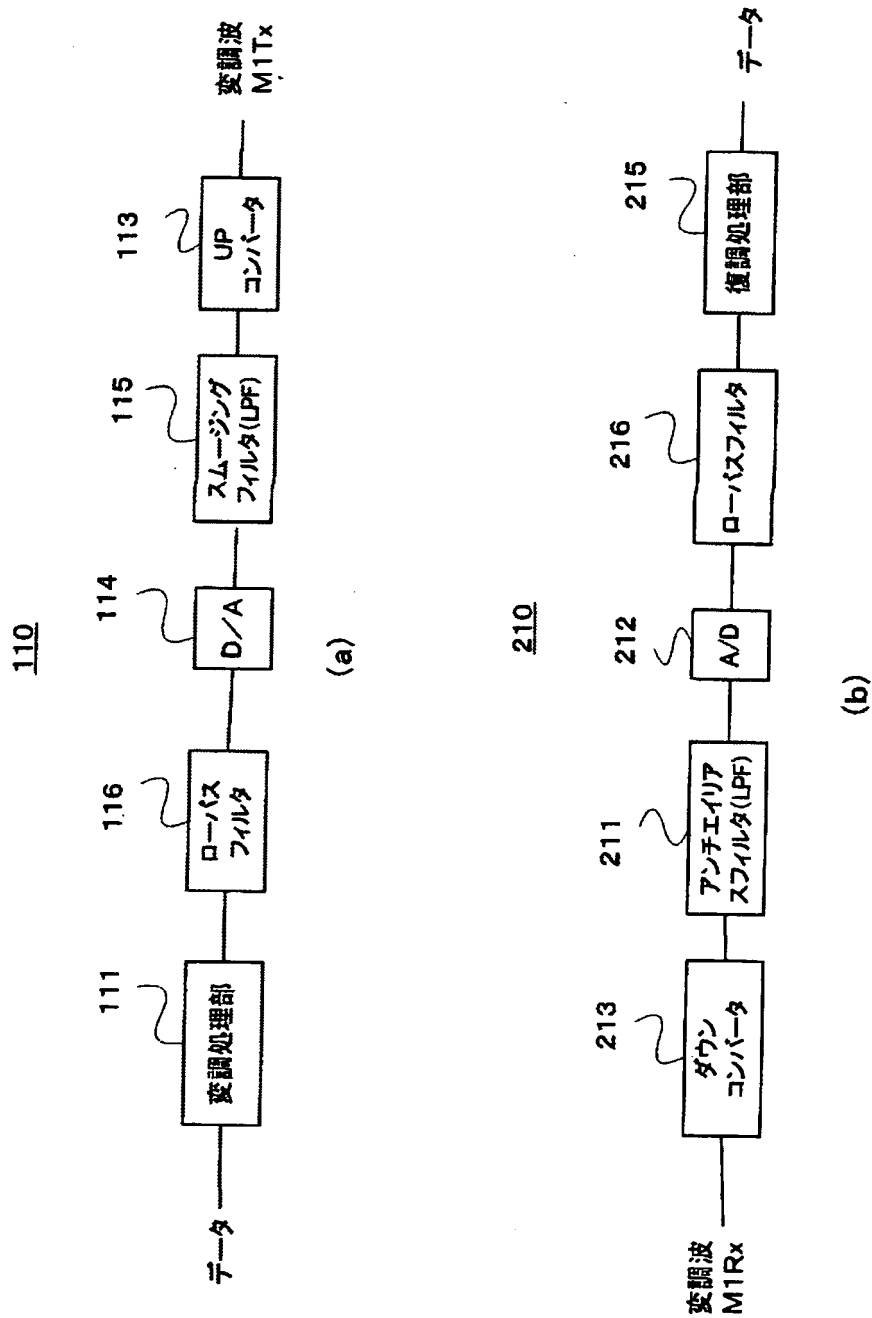 110
データ
111
変調処理部
116
ローパス
フィルタ
114
D／A
115
スムージング
フィルタ(LPF)
113
UP
コンバータ
変調波
M1Tx
(a)
210
変調波
M1Rx
213
ダウン
コンバータ
211
アンチエイリア
スフィルタ(LPF)
212
A/D
216
ローパスフィルタ
215
復調処理部
データ
(b)